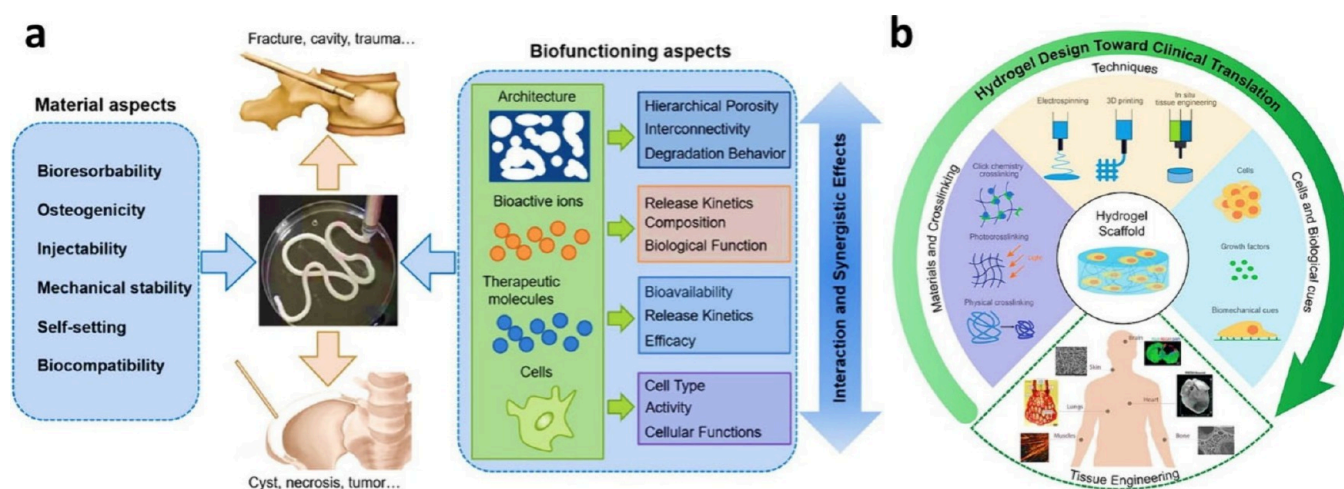 a
Fracture, cavity, trauma...
Material aspects
Bioresorbability
Osteogenicity
Injectability
Mechanical stability
Self-setting
Biocompatibility
Cyst, necrosis, tumor...
Biofunctioning aspects
Architecture
Hierarchical Porosity
Interconnectivity
Degradation Behavior
Bioactive ions
Release Kinetics
Composition
Biological Function
Therapeutic
molecules
Bioavailability
Release Kinetics
Efficacy
Cells
Cell Type
Activity
Cellular Functions
Interaction and Synergistic Effects
b
Hydrogel Design Toward Clinical Translation
Techniques
Electrospinning
3D printing
In situ
tissue engineering
Materials and Crosslinking
Click chemistry
crosslinking
Photocrosslinking
Light
Physical crosslinking
Hydrogel
Scaffold
Cells and Biological cues
Cells
Growth factors
Biomechanical cues
Brain
Skin
Lungs
Heart
Muscles
Bone
Tissue Engineering